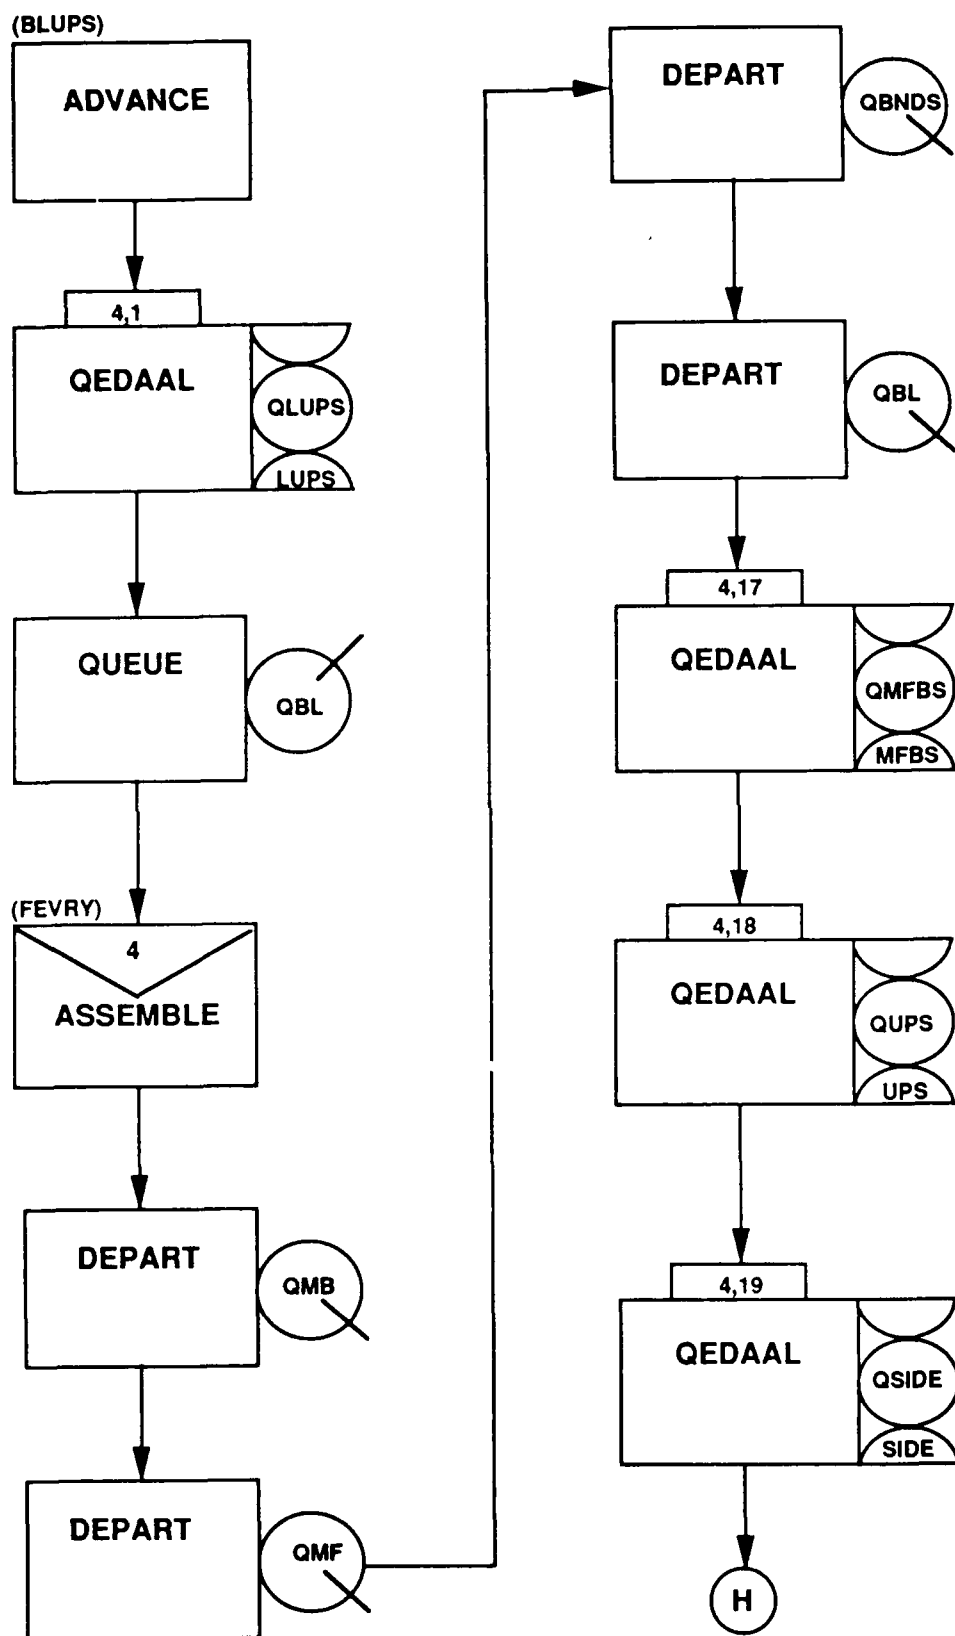 (BLUPS)
ADVANCE
4,1
QEDAAL
QLUPS
LUPS
QUEUE
QBL
(FEVRY)
4
ASSEMBLE
DEPART
QMB
DEPART
QMF
DEPART
QBNDS
DEPART
QBL
4,17
QEDAAL
QMFBS
MFBS
4,18
QEDAAL
QUPS
UPS
4,19
QEDAAL
QSIDE
SIDE
H